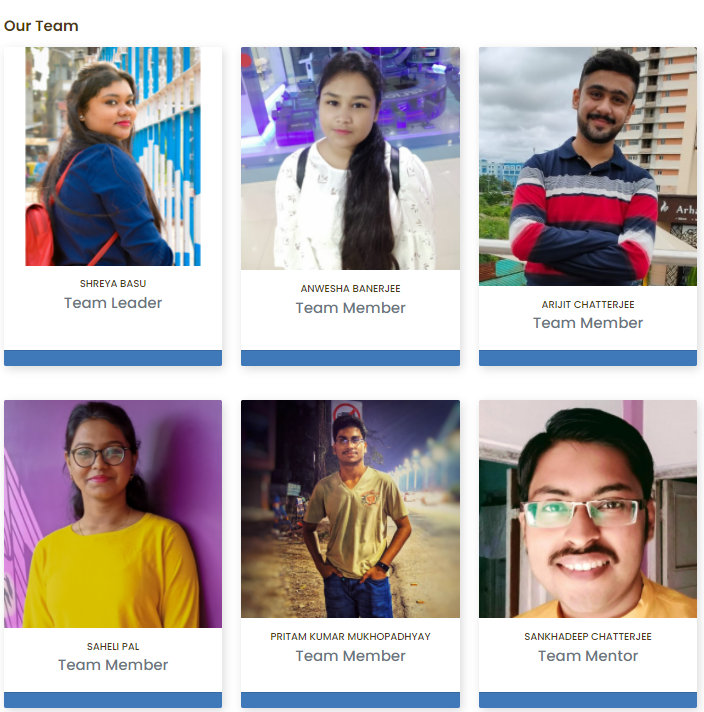 Our Team
SHREYA BASU
Team Leader
ANWESHA BANERJEE
Team Member
Arha
ARIJIT CHATTERJEE
Team Member
SAHELI PAL
Team Member
PRITAM KUMAR MUKHOPADHYAY
Team Member
SANKHADEEP CHATTERJEE
Team Mentor